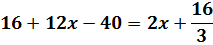 16 + 12x − 40 = 2x + 16/3